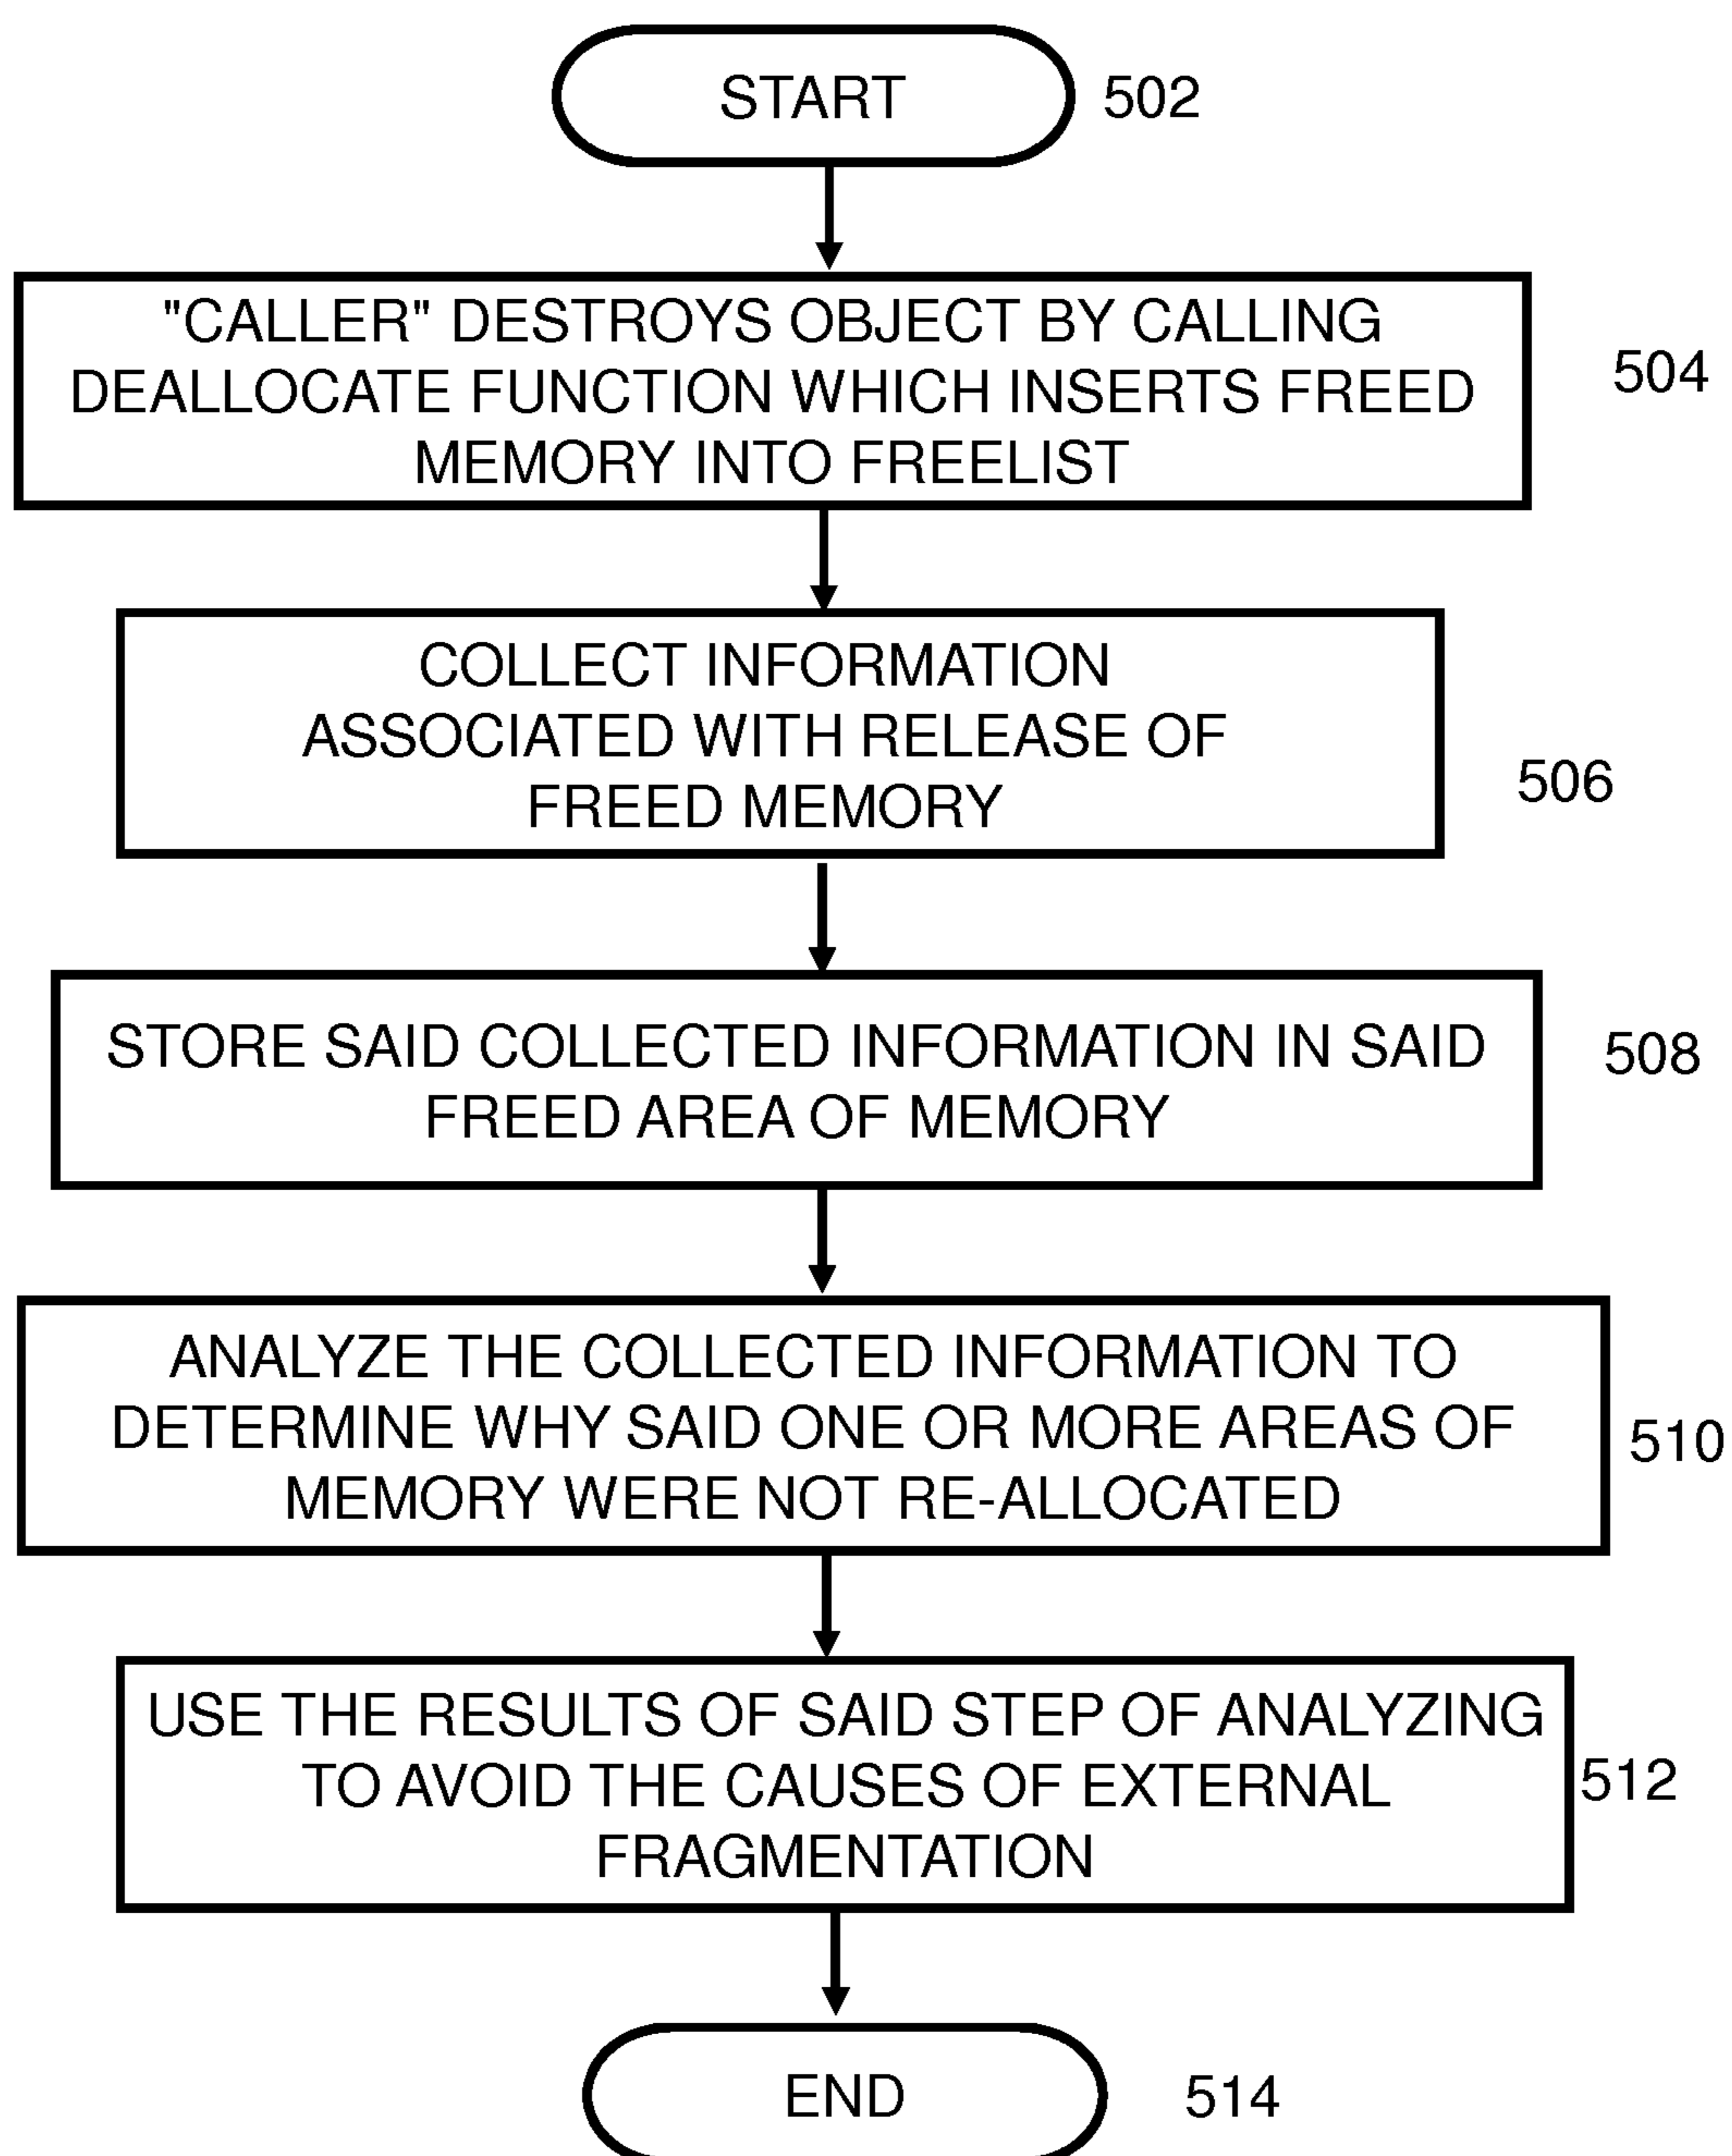 START
502
"CALLER" DESTROYS OBJECT BY CALLING
DEALLOCATE FUNCTION WHICH INSERTS FREED
MEMORY INTO FREELIST
504
COLLECT INFORMATION
ASSOCIATED WITH RELEASE OF
FREED MEMORY
506
STORE SAID COLLECTED INFORMATION IN SAID
FREED AREA OF MEMORY
508
ANALYZE THE COLLECTED INFORMATION TO
DETERMINE WHY SAID ONE OR MORE AREAS OF
MEMORY WERE NOT RE-ALLOCATED
510
USE THE RESULTS OF SAID STEP OF ANALYZING
TO AVOID THE CAUSES OF EXTERNAL
FRAGMENTATION
512
END
514